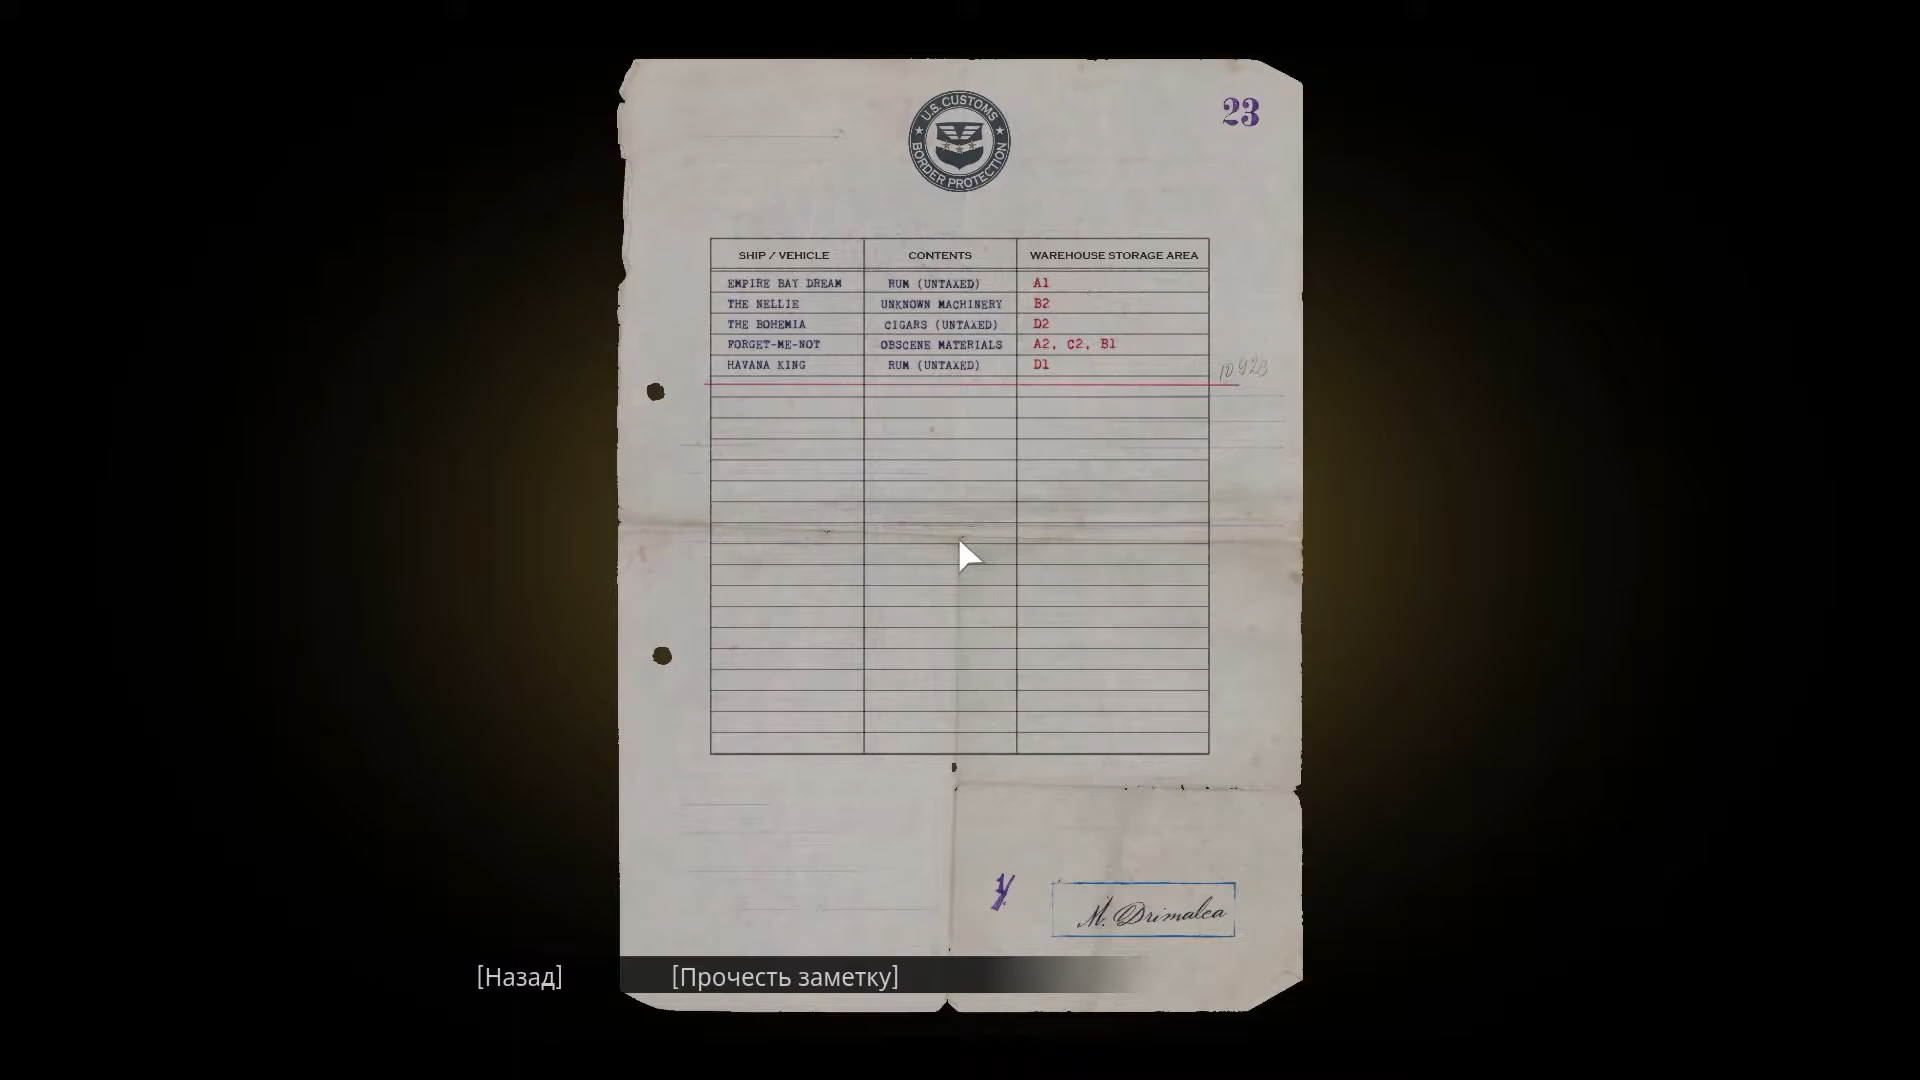 U.S. CUSTOMS
BORDER PROTECTION
23
SHIP / VEHICLE CONTENTS WAREHOUSE STORAGE AREA
EMPIRE BAY DREAM RUM (UNTAXED) A1
THE NELLIE UNKNOWN MACHINERY B2
THE BOHEMIA CIGARS (UNTAXED) D2
FORGET-ME-NOT OBSCENE MATERIALS A2, C2, B1
HAVANA KING RUM (UNTAXED) D1
10923
M. Drimalca
[Назад] [Прочесть заметку]